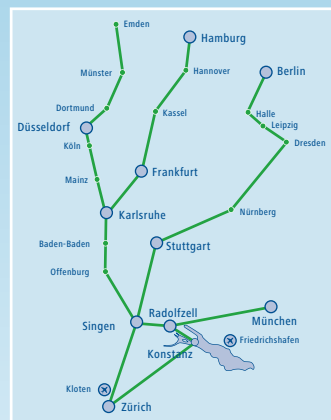 Emden
Hamburg
Münster
Hannover
Berlin
Dortmund
Kassel
Halle
Leipzig
Düsseldorf
Dresden
Köln
Frankfurt
Mainz
Karlsruhe
Nürnberg
Baden-Baden
Stuttgart
Offenburg
Radolfzell
München
Singen
Friedrichshafen
Konstanz
Kloten
Zürich